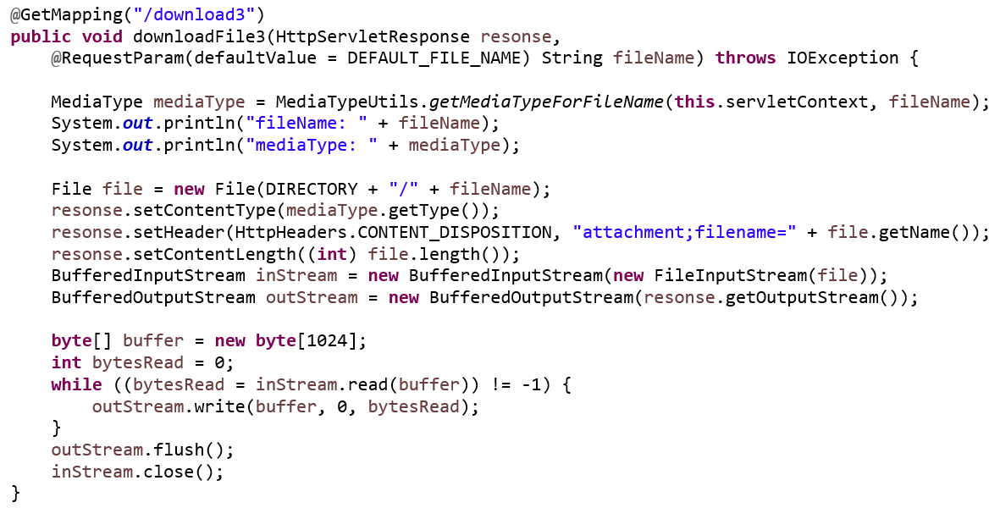 @GetMapping("/download3")
public void downloadFile3(HttpServletResponse resonse,
    @RequestParam(defaultValue = DEFAULT_FILE_NAME) String fileName) throws IOException {

    MediaType mediaType = MediaTypeUtils.getMediaTypeForFileName(this.servletContext, fileName);
    System.out.println("fileName: " + fileName);
    System.out.println("mediaType: " + mediaType);

    File file = new File(DIRECTORY + "/" + fileName);
    resonse.setContentType(mediaType.getType());
    resonse.setHeader(HttpHeaders.CONTENT_DISPOSITION, "attachment;filename=" + file.getName());
    resonse.setContentLength((int) file.length());
    BufferedInputStream inStream = new BufferedInputStream(new FileInputStream(file));
    BufferedOutputStream outStream = new BufferedOutputStream(resonse.getOutputStream());

    byte[] buffer = new byte[1024];
    int bytesRead = 0;
    while ((bytesRead = inStream.read(buffer)) != -1) {
        outStream.write(buffer, 0, bytesRead);
    }
    outStream.flush();
    inStream.close();
}